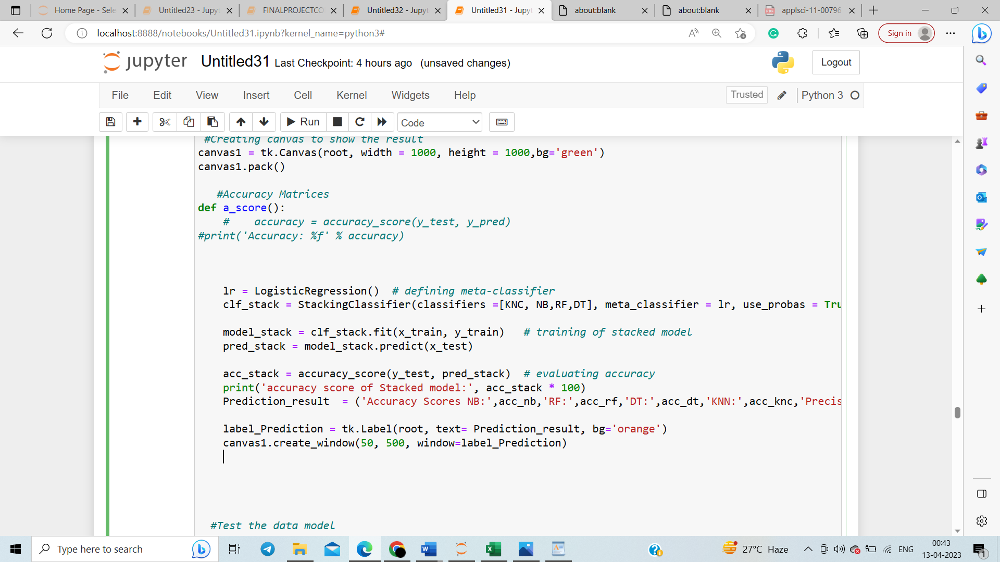 Home Page - Sele
Untitled23 - Jupyt
FINALPROJECTCO
Untitled32 - Jupyt
Untitled31 - Jupyt
about:blank
about:blank
applsci-11-00796
localhost:8888/notebooks/Untitled31.ipynb?kernel_name=python3#
Sign in
jupyter Untitled31 Last Checkpoint: 4 hours ago (unsaved changes)
Logout
File Edit View Insert Cell Kernel Widgets Help
Trusted Python 3
Run Code
#Creating canvas to show the result
canvas1 = tk.Canvas(root, width = 1000, height = 1000,bg='green')
canvas1.pack()
#Accuracy Matrices
def a_score():
#    accuracy = accuracy_score(y_test, y_pred)
#print('Accuracy: %f' % accuracy)
lr = LogisticRegression()  # defining meta-classifier
clf_stack = StackingClassifier(classifiers =[KNC, NB,RF,DT], meta_classifier = lr, use_probas = Tru
model_stack = clf_stack.fit(x_train, y_train)   # training of stacked model
pred_stack = model_stack.predict(x_test)
acc_stack = accuracy_score(y_test, pred_stack)  # evaluating accuracy
print('accuracy score of Stacked model:', acc_stack * 100)
Prediction_result  = ('Accuracy Scores NB:',acc_nb,'RF:',acc_rf,'DT:',acc_dt,'KNN:',acc_knc,'Precis
label_Prediction = tk.Label(root, text= Prediction_result, bg='orange')
canvas1.create_window(50, 500, window=label_Prediction)
#Test the data model
Type here to search
27°C Haze
ENG
00:43
13-04-2023
1